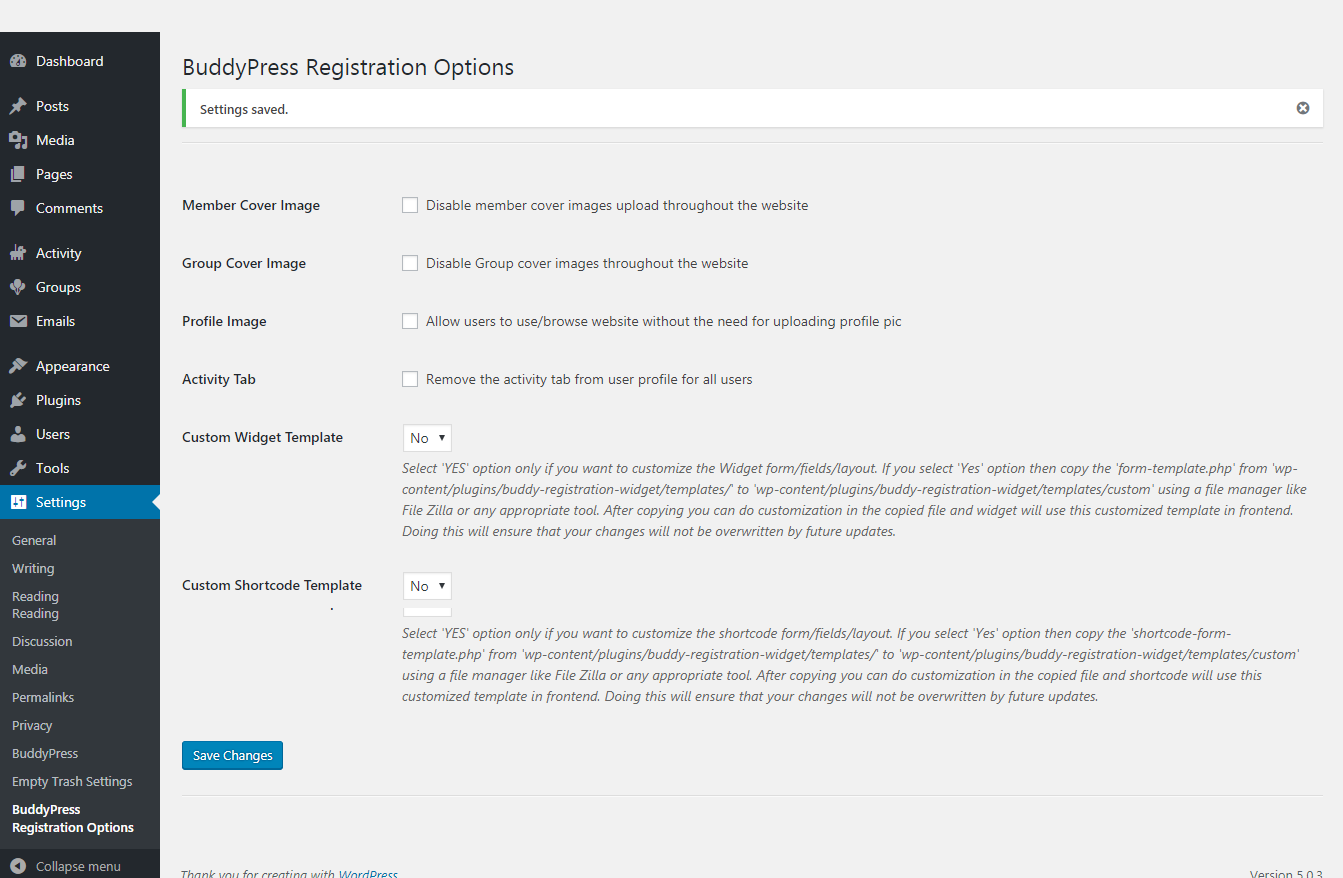 Dashboard
Posts
Media
Pages
Comments
Activity
Groups
Emails
Appearance
Plugins
Users
Tools
Settings
General
Writing
Reading
Reading
Discussion
Media
Permalinks
Privacy
BuddyPress
Empty Trash Settings
BuddyPress
Registration Options
Collapse menu
BuddyPress Registration Options
Settings saved.
Member Cover Image
Disable member cover images upload throughout the website
Group Cover Image
Disable Group cover images throughout the website
Profile Image
Allow users to use/browse website without the need for uploading profile pic
Activity Tab
Remove the activity tab from user profile for all users
Custom Widget Template
No
Select 'YES' option only if you want to customize the Widget form/fields/layout. If you select 'Yes' option then copy the 'form-template.php' from 'wp-
content/plugins/buddy-registration-widget/templates/' to 'wp-content/plugins/buddy-registration-widget/templates/custom' using a file manager like
File Zilla or any appropriate tool. After copying you can do customization in the copied file and widget will use this customized template in frontend.
Doing this will ensure that your changes will not be overwritten by future updates.
Custom Shortcode Template
No
Select 'YES' option only if you want to customize the shortcode form/fields/layout. If you select 'Yes' option then copy the 'shortcode-form-
template.php' from 'wp-content/plugins/buddy-registration-widget/templates/' to 'wp-content/plugins/buddy-registration-widget/templates/custom'
using a file manager like File Zilla or any appropriate tool. After copying you can do customization in the copied file and shortcode will use this
customized template in frontend. Doing this will ensure that your changes will not be overwritten by future updates.
Save Changes
Thank you for creating with WordPress
Version 5.0.3